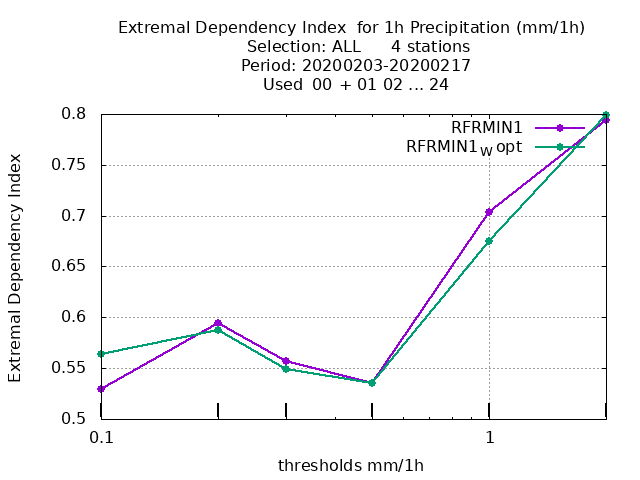 Extremal Dependency Index  for 1h Precipitation (mm/1h)
Selection: ALL      4 stations
Period: 20200203-20200217
Used  00 + 01 02 ... 24
RFRMIN1
RFRMIN1W opt
0.8
0.75
0.7
0.65
0.6
0.55
0.5
Extremal Dependency Index
0.1
1
thresholds mm/1h